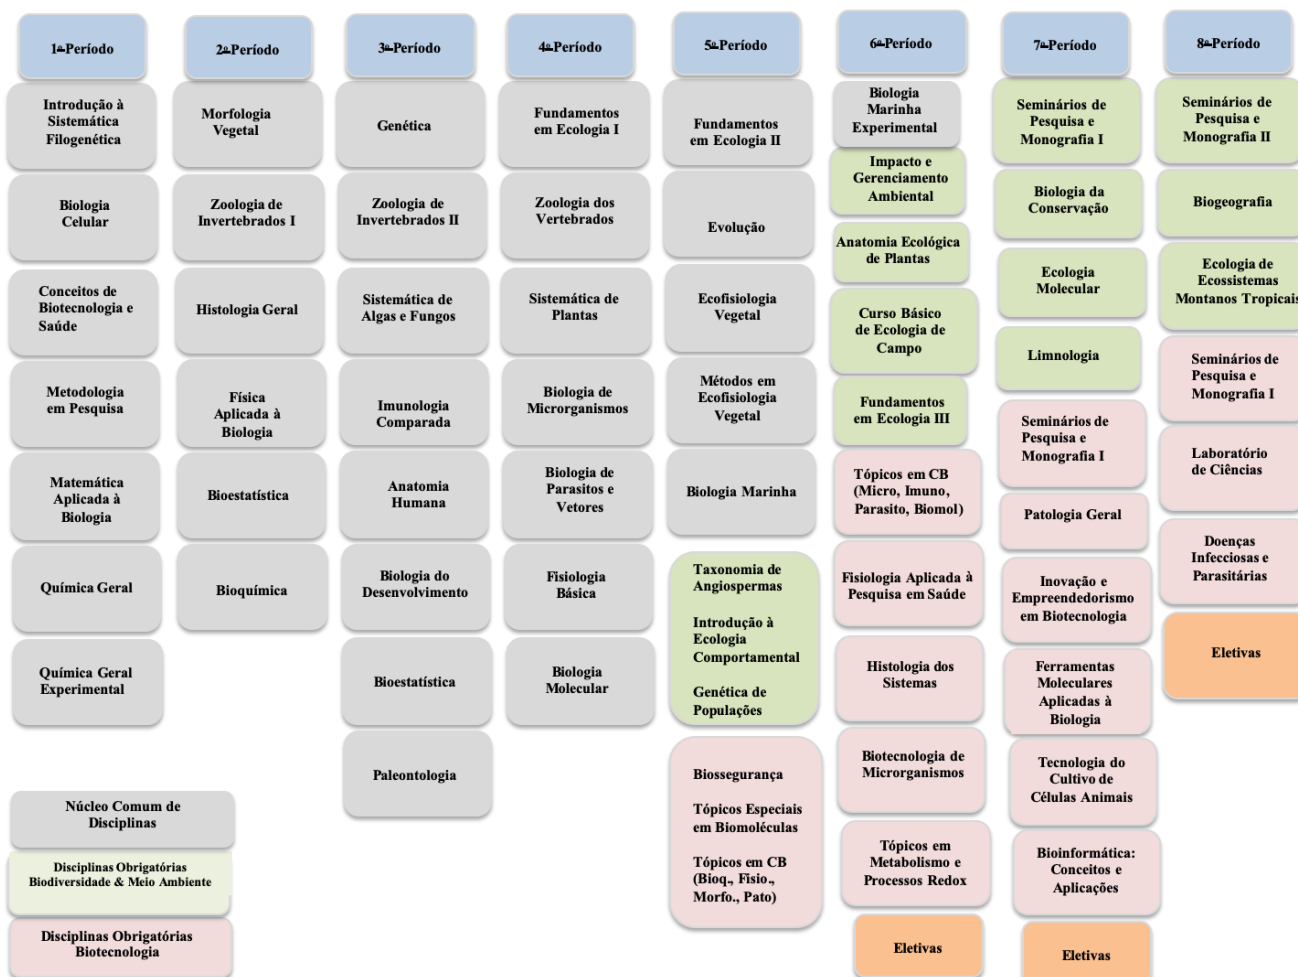 1º Período
Introdução à
Sistemática
Filogenética
Biologia
Celular
Conceitos de
Biotecnologia e
Saúde
Metodologia
em Pesquisa
Matemática
Aplicada à
Biologia
Química Geral
Química Geral
Experimental
2º Período
Morfologia
Vegetal
Zoologia de
Invertebrados I
Histologia Geral
Física
Aplicada à
Biologia
Bioestatística
Bioquímica
3º Período
Genética
Zoologia de
Invertebrados II
Sistemática de
Algas e Fungos
Imunologia
Comparada
Anatomia
Humana
Biologia do
Desenvolvimento
Bioestatística
Paleontologia
4º Período
Fundamentos
em Ecologia I
Zoologia dos
Vertebrados
Sistemática de
Plantas
Biologia de
Microrganismos
Biologia de
Parasitos e
Vetores
Fisiologia
Básica
Biologia
Molecular
5º Período
Fundamentos
em Ecologia II
Evolução
Ecofisiologia
Vegetal
Métodos em
Ecofisiologia
Vegetal
Biologia Marinha
Taxonomia de
Angiospermas
Introdução à
Ecologia
Comportamental
Genética de
Populações
Biossegurança
Tópicos Especiais
em Biomoléculas
Tópicos em CB
(Bioq., Fisio.,
Morfo., Pato)
6º Período
Biologia
Marinha
Experimental
Impacto e
Gerenciamento
Ambiental
Anatomia Ecológica
de Plantas
Curso Básico
de Ecologia de
Campo
Fundamentos
em Ecologia III
Tópicos em CB
(Micro, Imuno,
Parasito, Biomol)
Fisiologia Aplicada à
Pesquisa em Saúde
Histologia dos
Sistemas
Biotecnologia de
Microrganismos
Tópicos em
Metabolismo e
Processos Redox
Eletivas
7º Período
Seminários de
Pesquisa e
Monografia I
Biologia da
Conservação
Ecologia
Molecular
Limnologia
Seminários de
Pesquisa e
Monografia I
Patologia Geral
Inovação e
Empreendedorismo
em Biotecnologia
Ferramentas
Moleculares
Aplicadas à
Biologia
Tecnologia do
Cultivo de
Células Animais
Bioinformática:
Conceitos e
Aplicações
Eletivas
8º Período
Seminários de
Pesquisa e
Monografia II
Biogeografia
Ecologia de
Ecossistemas
Montanos Tropicais
Seminários de
Pesquisa e
Monografia I
Laboratório
de Ciências
Doenças
Infecciosas e
Parasitárias
Eletivas
Núcleo Comum de
Disciplinas
Disciplinas Obrigatórias
Biodiversidade & Meio Ambiente
Disciplinas Obrigatórias
Biotecnologia